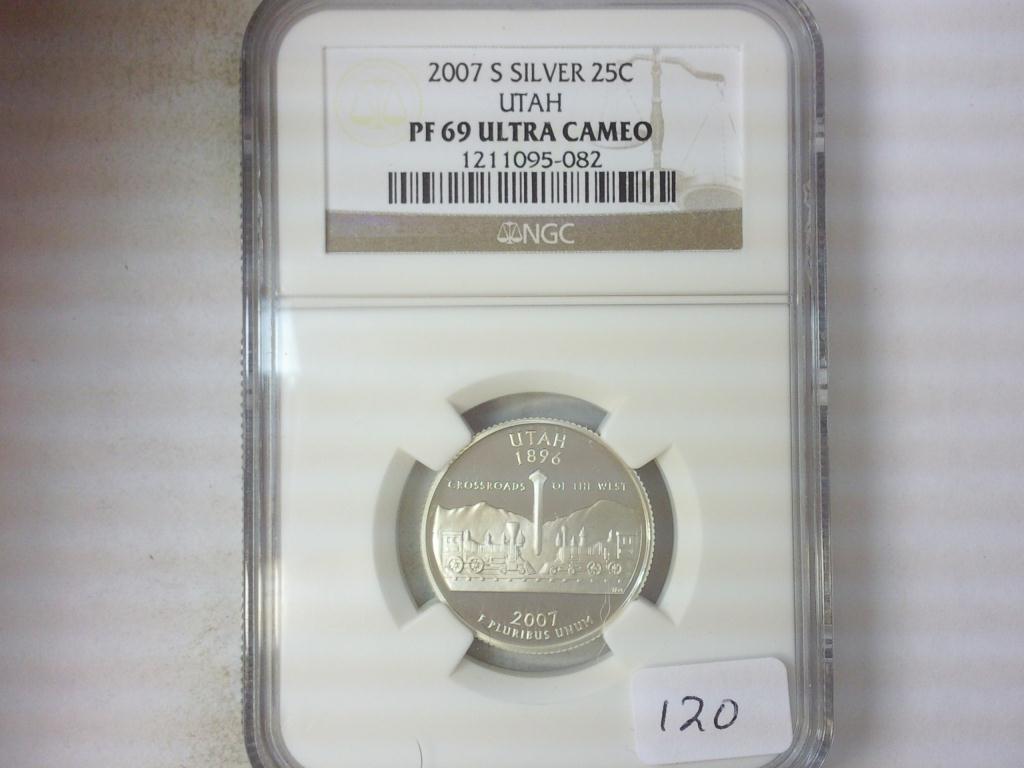 2007 S SILVER 25C
UTAH
PF 69 ULTRA CAMEO
1211095-082
NGC
UTAH
1896
CROSSROADS OF THE WEST
2007
E PLURIBUS UNUM
120